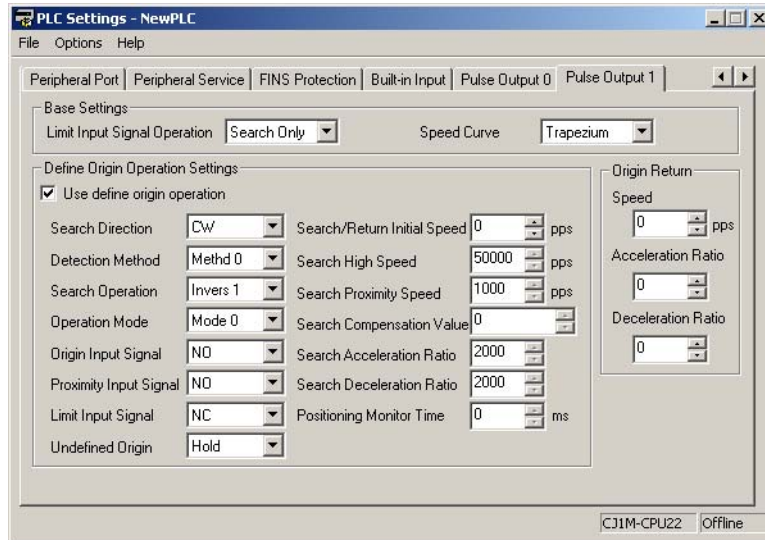 PLC Settings - NewPLC
File Options Help
Peripheral Port Peripheral Service FINS Protection Built-in Input Pulse Output 0 Pulse Output 1
Base Settings
Limit Input Signal Operation Search Only Speed Curve Trapezium
Define Origin Operation Settings
Use define origin operation
Search Direction CW Search/Return Initial Speed 0 pps
Detection Method Methd 0 Search High Speed 50000 pps
Search Operation Invers 1 Search Proximity Speed 1000 pps
Operation Mode Mode 0 Search Compensation Value 0
Origin Input Signal NO Search Acceleration Ratio 2000
Proximity Input Signal NO Search Deceleration Ratio 2000
Limit Input Signal NC Positioning Monitor Time 0 ms
Undefined Origin Hold
Origin Return
Speed
0 pps
Acceleration Ratio
0
Deceleration Ratio
0
CJ1M-CPU22 Offline